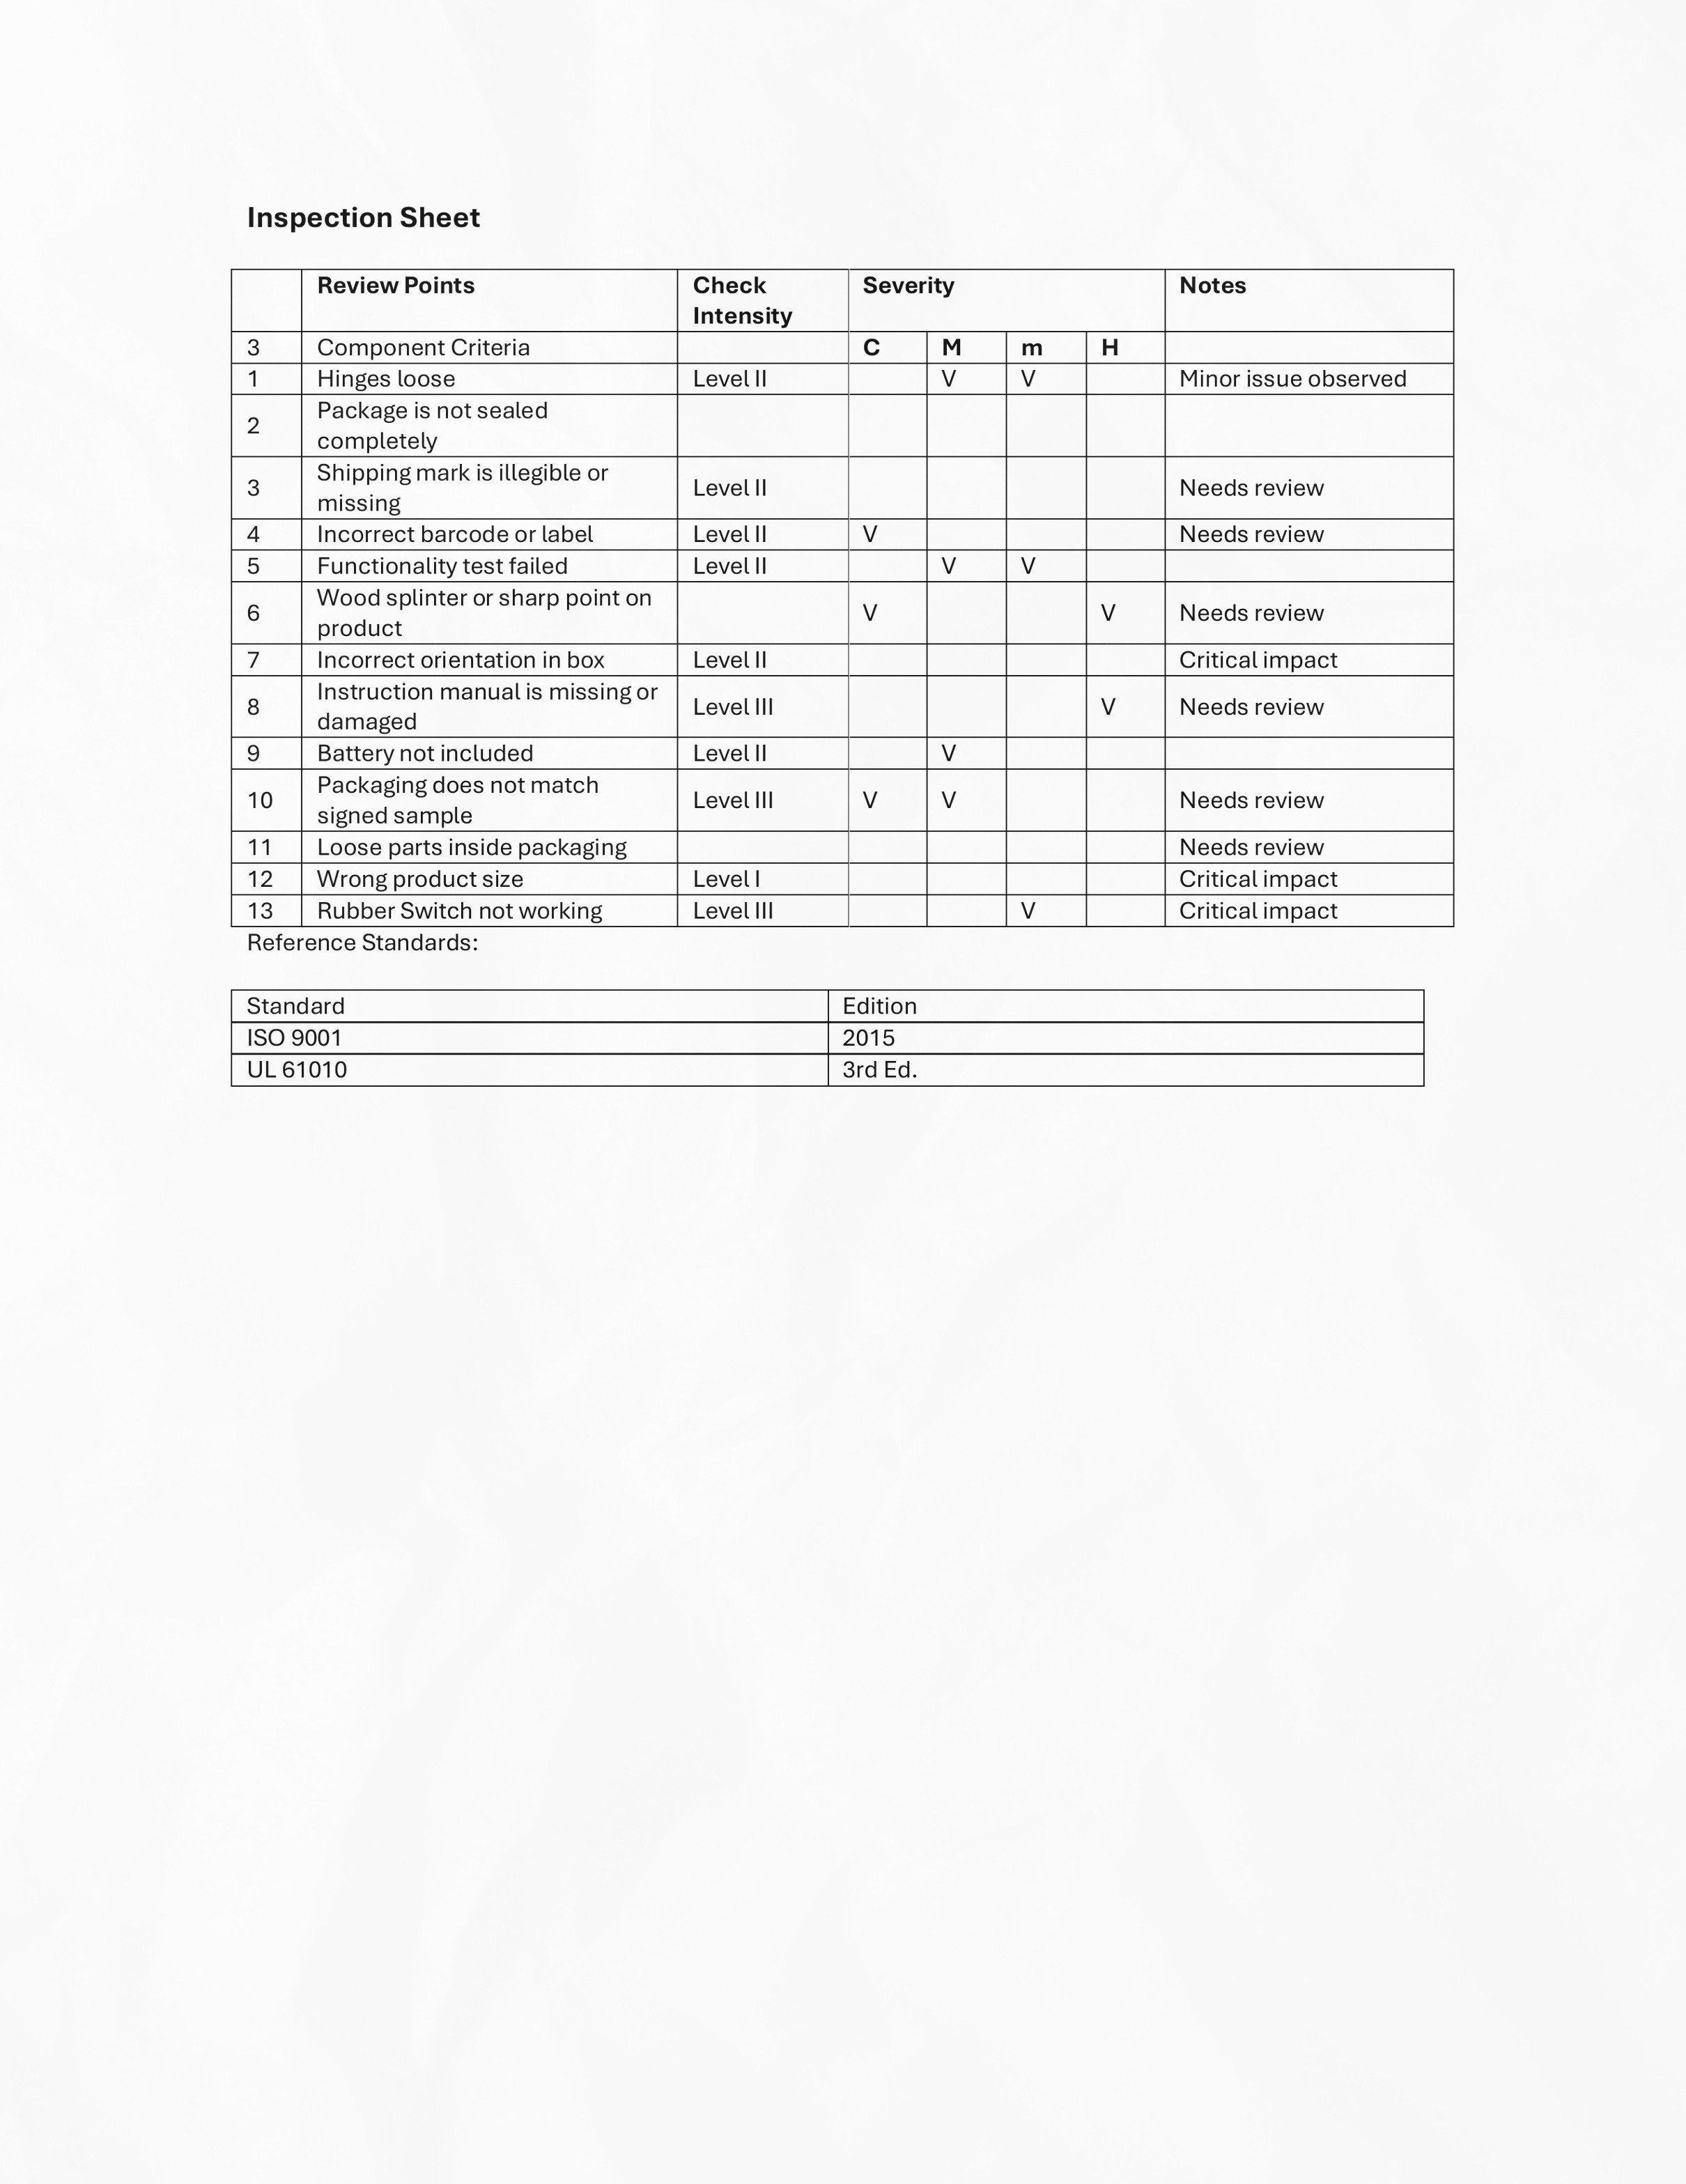 Inspection Sheet
Review Points Check Severity Notes
Intensity
3 Component Criteria C M m H
1 Hinges loose Level II V V Minor issue observed
2 Package is not sealed
completely
3 Shipping mark is illegible or Level II Needs review
missing
4 Incorrect barcode or label Level II V Needs review
5 Functionality test failed Level II V V
6 Wood splinter or sharp point on V H Needs review
product
7 Incorrect orientation in box Level II Critical impact
8 Instruction manual is missing or Level III V Needs review
damaged
9 Battery not included Level II V
10 Packaging does not match Level III V V Needs review
signed sample
11 Loose parts inside packaging Needs review
12 Wrong product size Level I Critical impact
13 Rubber Switch not working Level III V Critical impact
Reference Standards:
Standard Edition
ISO 9001 2015
UL 61010 3rd Ed.